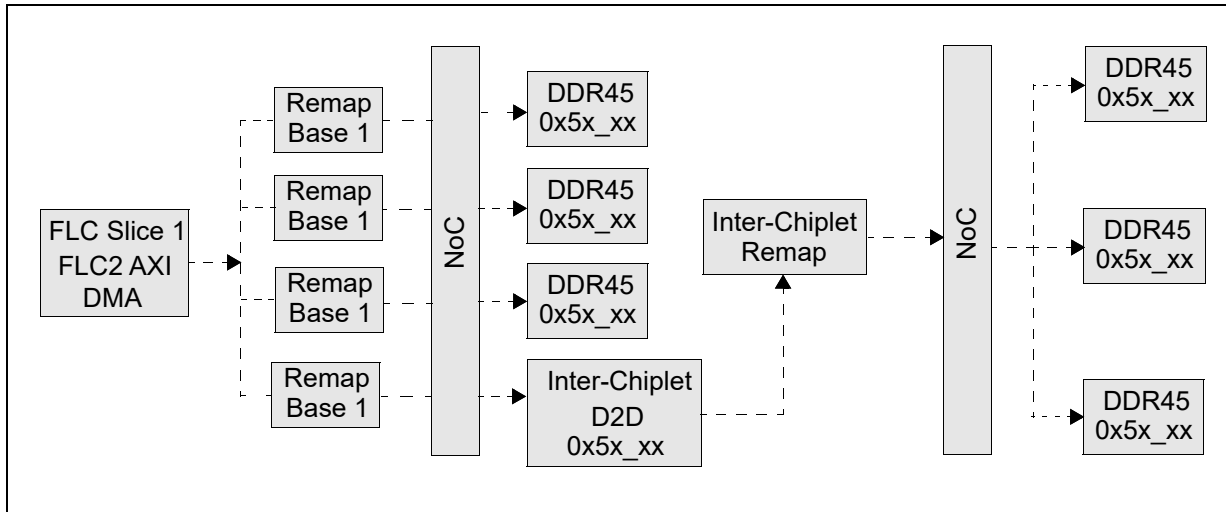 FLC Slice 1
FLC2 AXI
DMA
Remap
Base 1
Remap
Base 1
Remap
Base 1
Remap
Base 1
NoC
DDR45
0x5x_xx
DDR45
0x5x_xx
DDR45
0x5x_xx
Inter-Chiplet
D2D
0x5x_xx
Inter-Chiplet
Remap
NoC
DDR45
0x5x_xx
DDR45
0x5x_xx
DDR45
0x5x_xx